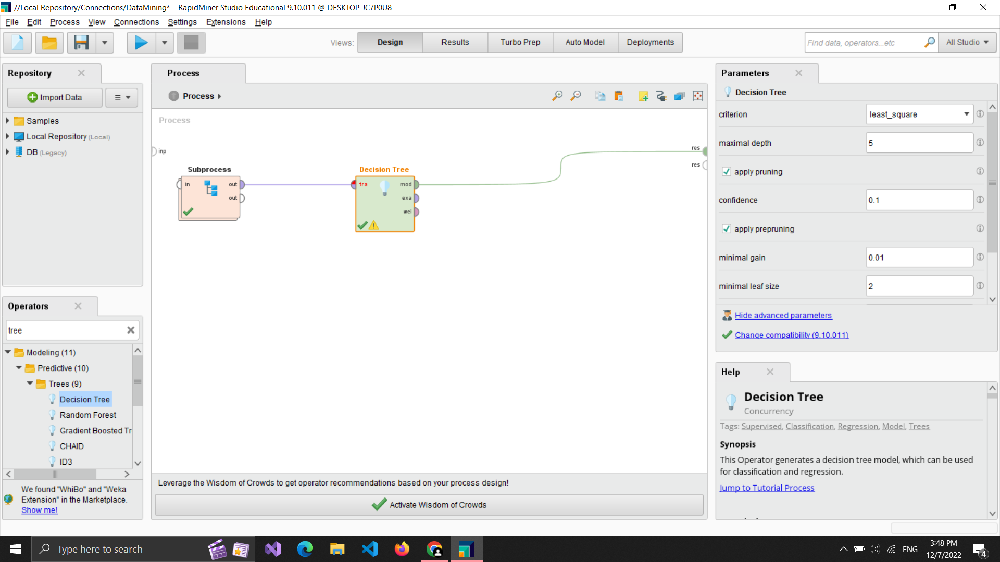 //Local Repository/Connections/DataMining* – RapidMiner Studio Educational 9.10.011 @ DESKTOP-JC7P0U8
File Edit Process View Connections Settings Extensions Help
Views: Design Results Turbo Prep Auto Model Deployments
Find data, operators...etc
All Studio
Repository
Import Data
Samples
Local Repository (Local)
DB (Legacy)
Operators
tree
Modeling (11)
Predictive (10)
Trees (9)
Decision Tree
Random Forest
Gradient Boosted Tr
CHAID
ID3
We found "WhiBo" and "Weka
Extension" in the Marketplace.
Show me!
Process
Process
Process
inp
res
res
Subprocess
in
out
out
Decision Tree
tra
mod
exa
wei
Leverage the Wisdom of Crowds to get operator recommendations based on your process design!
Activate Wisdom of Crowds
Parameters
Decision Tree
criterion least_square
maximal depth 5
apply pruning
confidence 0.1
apply prepruning
minimal gain 0.01
minimal leaf size 2
Hide advanced parameters
Change compatibility (9.10.011)
Help
Decision Tree
Concurrency
Tags: Supervised, Classification, Regression, Model, Trees
Synopsis
This Operator generates a decision tree model, which can be used
for classification and regression.
Jump to Tutorial Process
Type here to search
ENG
3:48 PM
12/7/2022
4